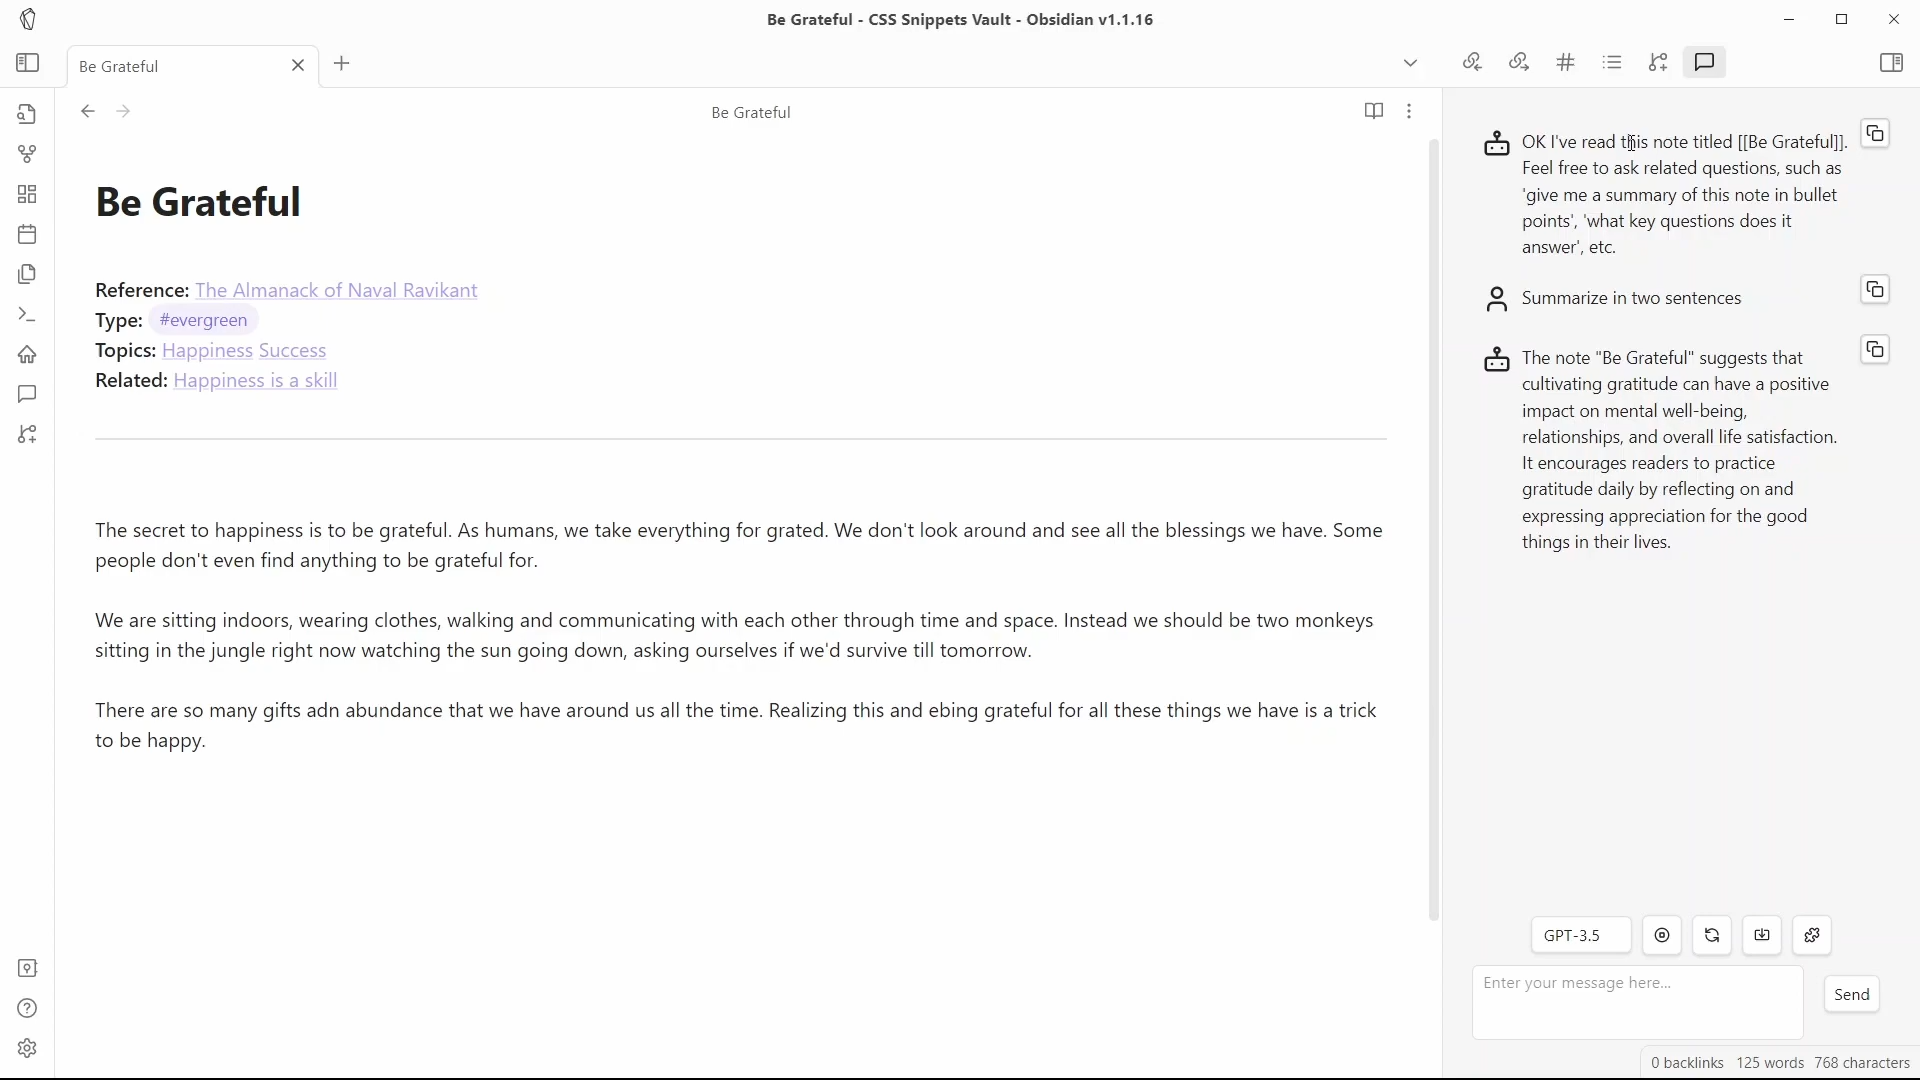 Be Grateful - CSS Snippets Vault - Obsidian v1.1.16
Be Grateful
Be Grateful
Be Grateful
Reference: The Almanack of Naval Ravikant
Type: #evergreen
Topics: Happiness Success
Related: Happiness is a skill
The secret to happiness is to be grateful. As humans, we take everything for grated. We don't look around and see all the blessings we have. Some
people don't even find anything to be grateful for.
We are sitting indoors, wearing clothes, walking and communicating with each other through time and space. Instead we should be two monkeys
sitting in the jungle right now watching the sun going down, asking ourselves if we'd survive till tomorrow.
There are so many gifts adn abundance that we have around us all the time. Realizing this and ebing grateful for all these things we have is a trick
to be happy.
OK I've read this note titled [[Be Grateful]].
Feel free to ask related questions, such as
'give me a summary of this note in bullet
points', 'what key questions does it
answer', etc.
Summarize in two sentences
The note "Be Grateful" suggests that
cultivating gratitude can have a positive
impact on mental well-being,
relationships, and overall life satisfaction.
It encourages readers to practice
gratitude daily by reflecting on and
expressing appreciation for the good
things in their lives.
GPT-3.5
Enter your message here...
Send
0 backlinks 125 words 768 characters